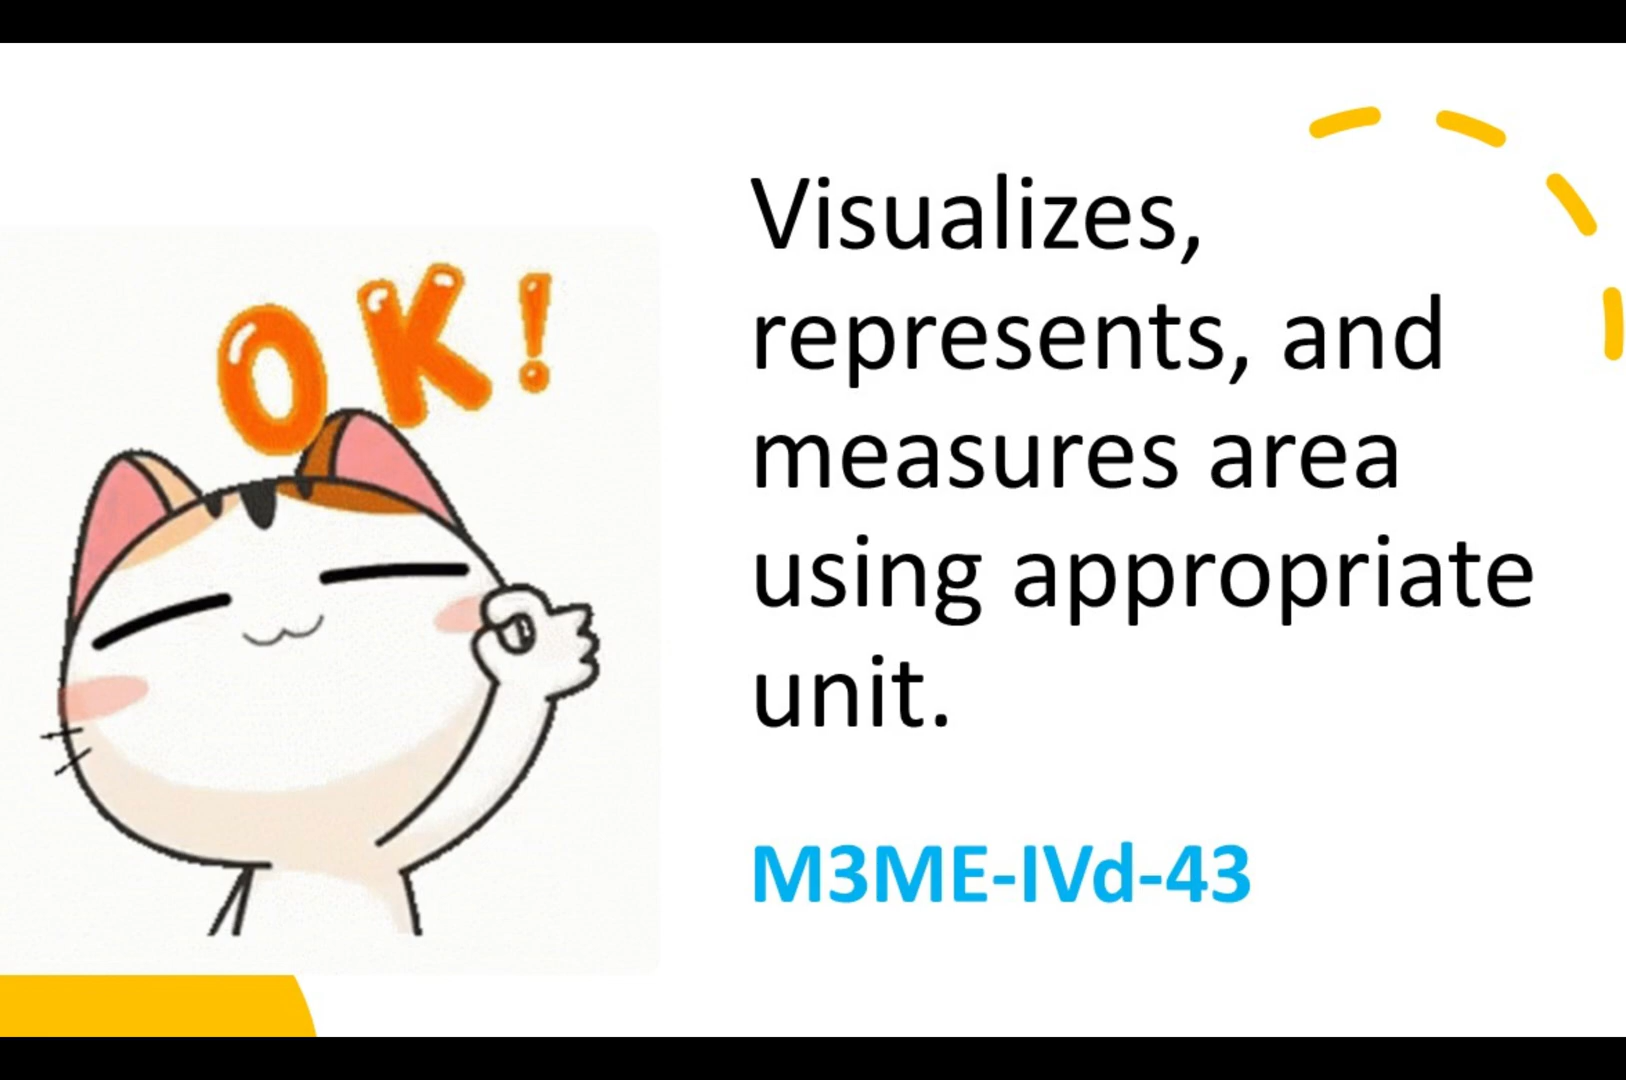 OK!
Visualizes,
represents, and
measures area
using appropriate
unit.
M3ME-IVd-43